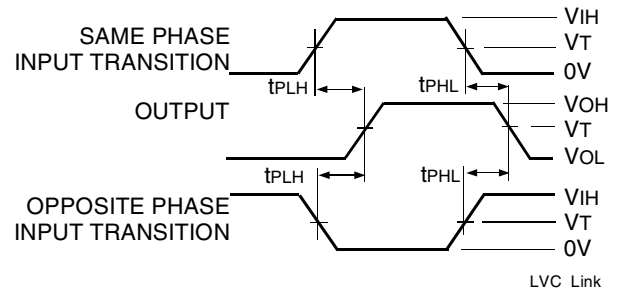 SAME PHASE
INPUT TRANSITION
VIH
VT
0V
tPLH
tPHL
OUTPUT
VOH
VT
VOL
tPLH
tPHL
OPPOSITE PHASE
INPUT TRANSITION
VIH
VT
0V
LVC Link